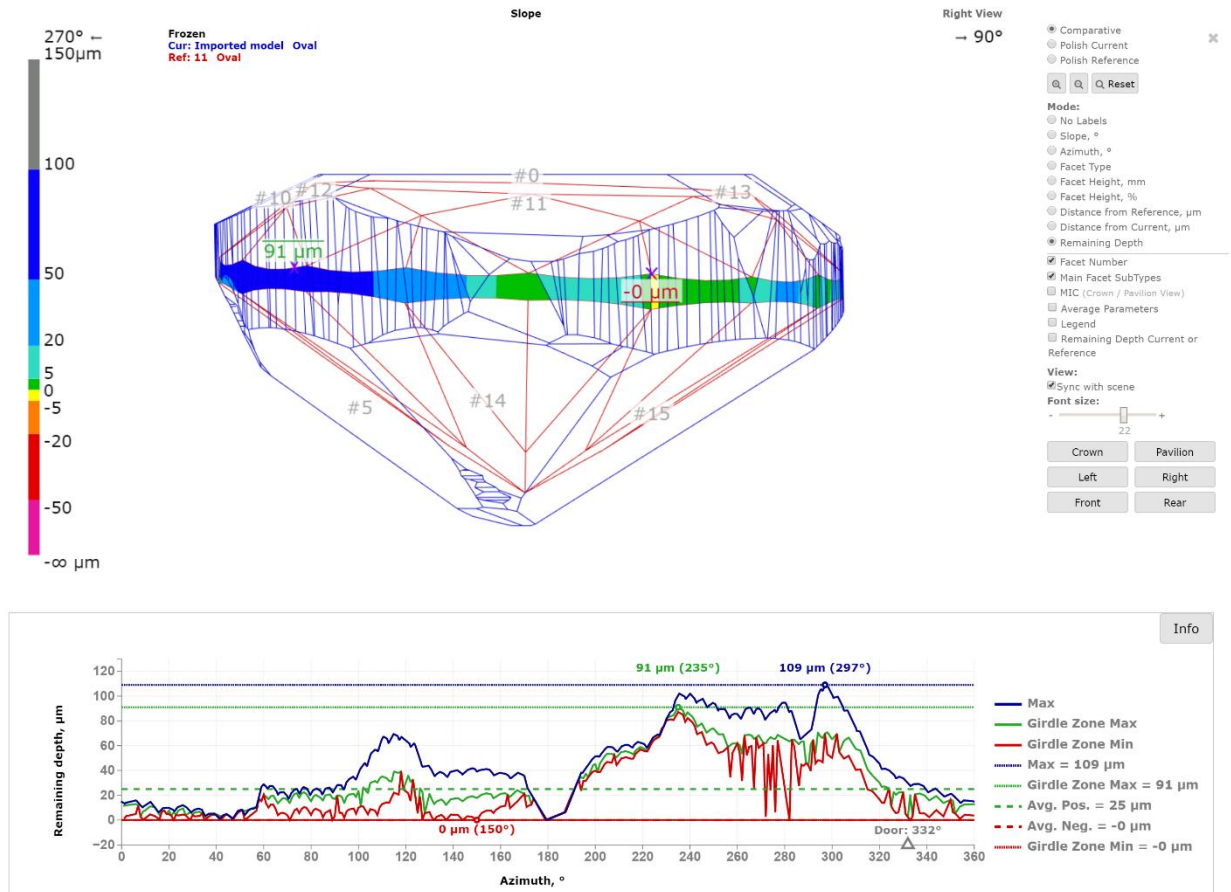 Slope
270° ←
150µm
Frozen
Cur: Imported model Oval
Ref: 11 Oval
Right View
→ 90°
100
50
20
5
0
-5
-20
-50
-∞ µm
#0
#10
#12
#11
#13
91 µm
-0 µm
#5
#14
#15
Comparative
Polish Current
Polish Reference
Reset
Mode:
No Labels
Slope, °
Azimuth, °
Facet Type
Facet Height, mm
Facet Height, %
Distance from Reference, µm
Distance from Current, µm
Remaining Depth
Facet Number
Main Facet SubTypes
MIC (Crown / Pavilion View)
Average Parameters
Legend
Remaining Depth Current or
Reference
View:
Sync with scene
Font size:
- +
22
Crown Pavilion
Left Right
Front Rear
Info
91 µm (235°) 109 µm (297°)
120
100
80
60
40
20
0
-20
Remaining depth, µm
0 µm (150°)
Door: 332°
0 20 40 60 80 100 120 140 160 180 200 220 240 260 280 300 320 340 360
Azimuth, °
Max
Girdle Zone Max
Girdle Zone Min
Max = 109 µm
Girdle Zone Max = 91 µm
Avg. Pos. = 25 µm
Avg. Neg. = -0 µm
Girdle Zone Min = -0 µm